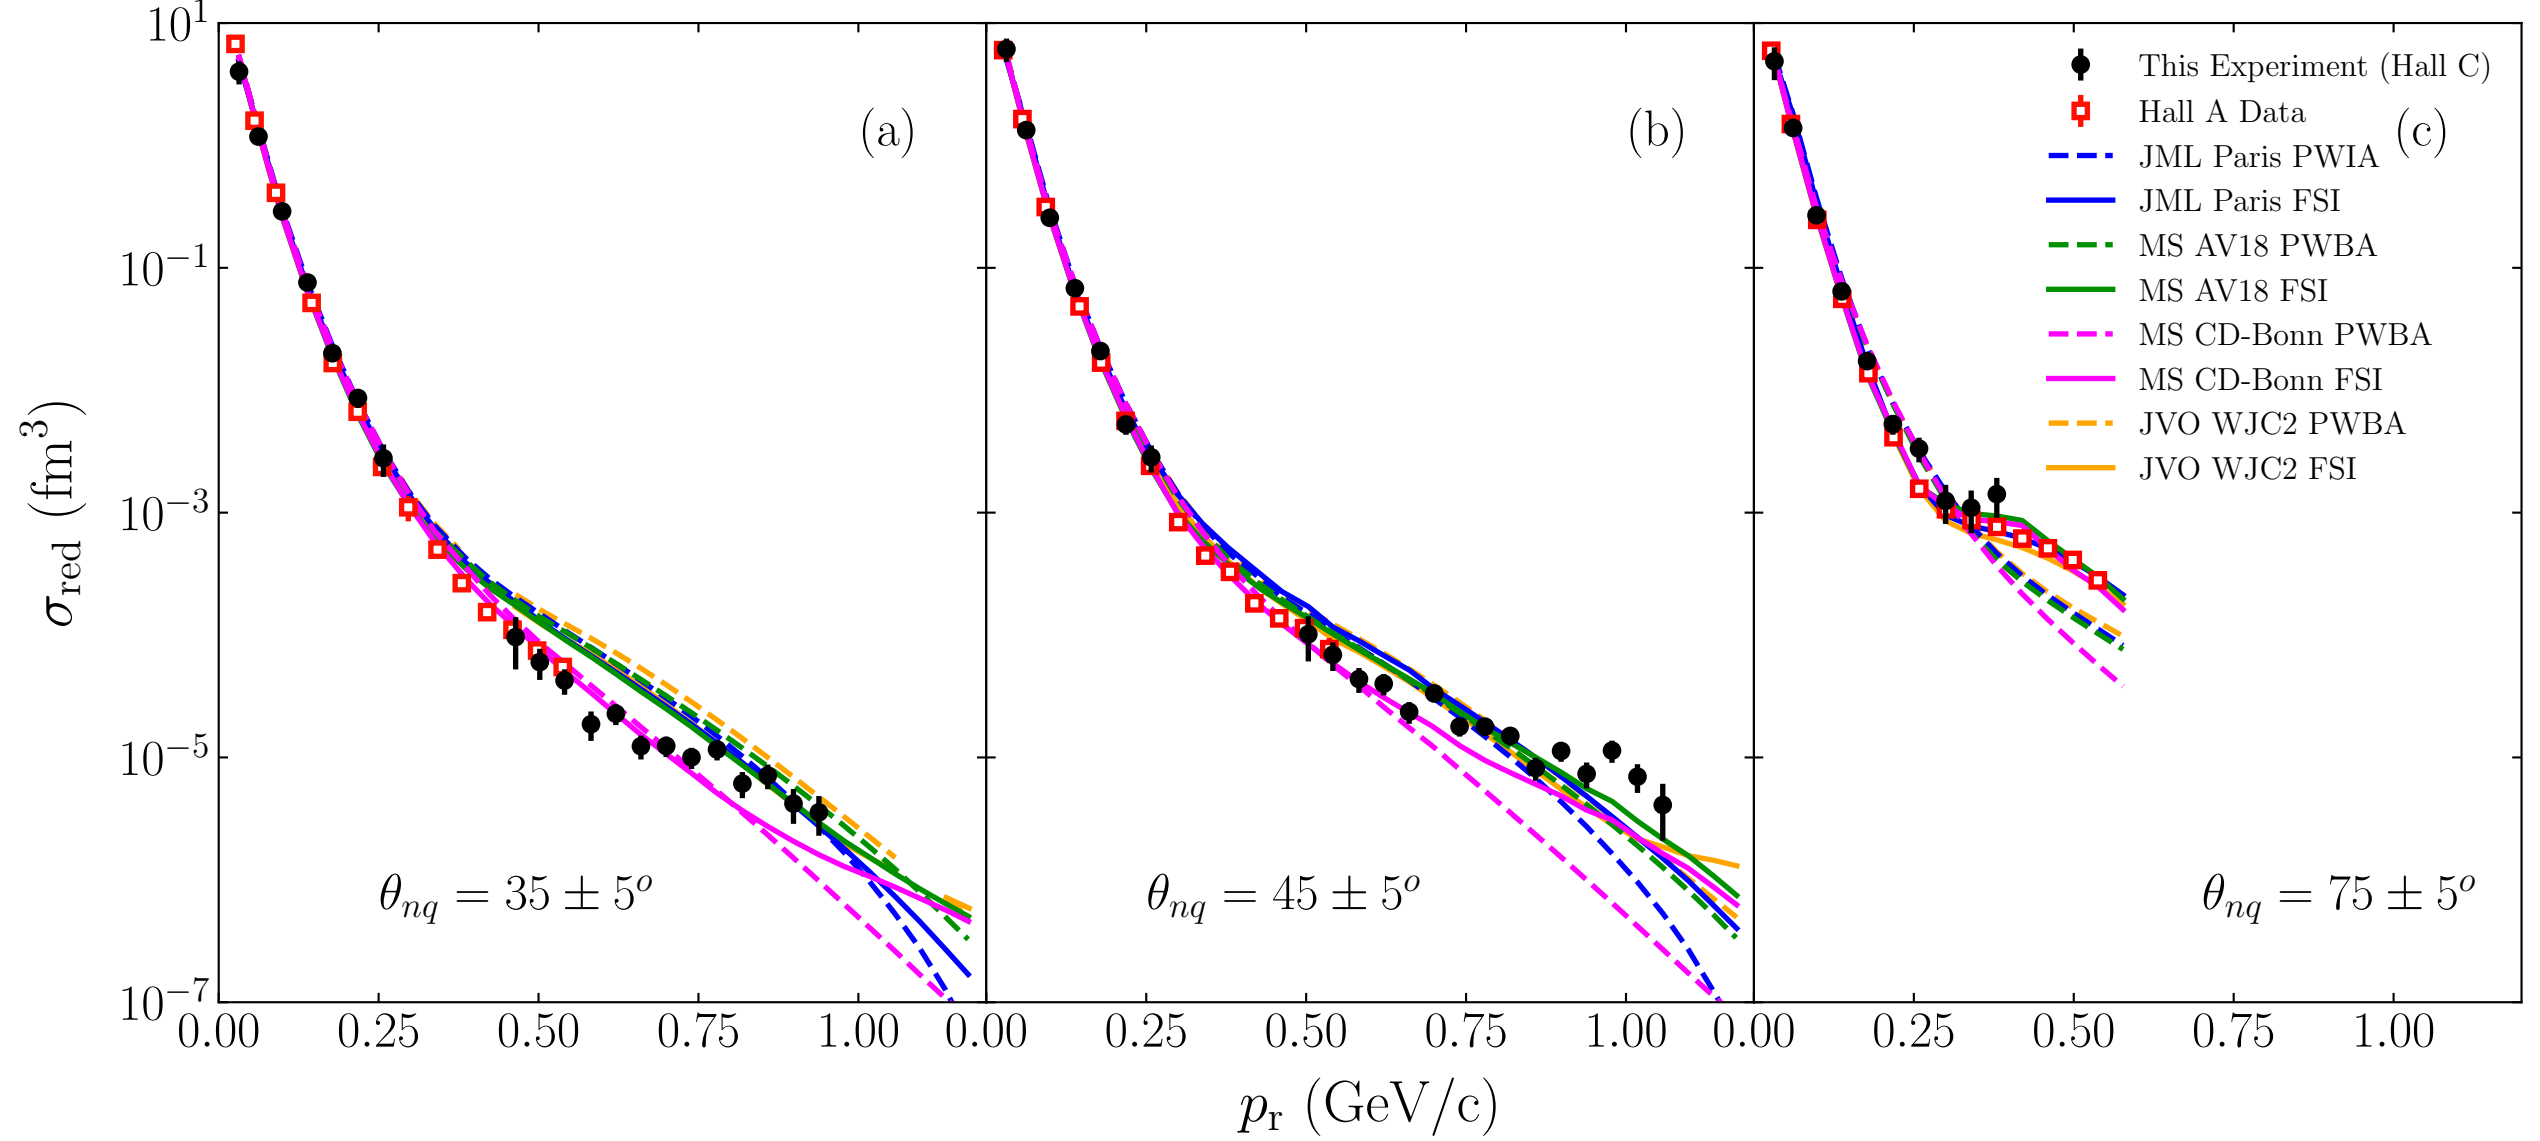 10¹
10⁻¹
10⁻³
10⁻⁵
10⁻⁷
σ_red (fm³)
(a)
θ_nq = 35 ± 5°
(b)
θ_nq = 45 ± 5°
(c)
This Experiment (Hall C)
Hall A Data
JML Paris PWIA
JML Paris FSI
MS AV18 PWBA
MS AV18 FSI
MS CD-Bonn PWBA
MS CD-Bonn FSI
JVO WJC2 PWBA
JVO WJC2 FSI
θ_nq = 75 ± 5°
0.00 0.25 0.50 0.75 1.00 0.00 0.25 0.50 0.75 1.00 0.00 0.25 0.50 0.75 1.00
p_r (GeV/c)